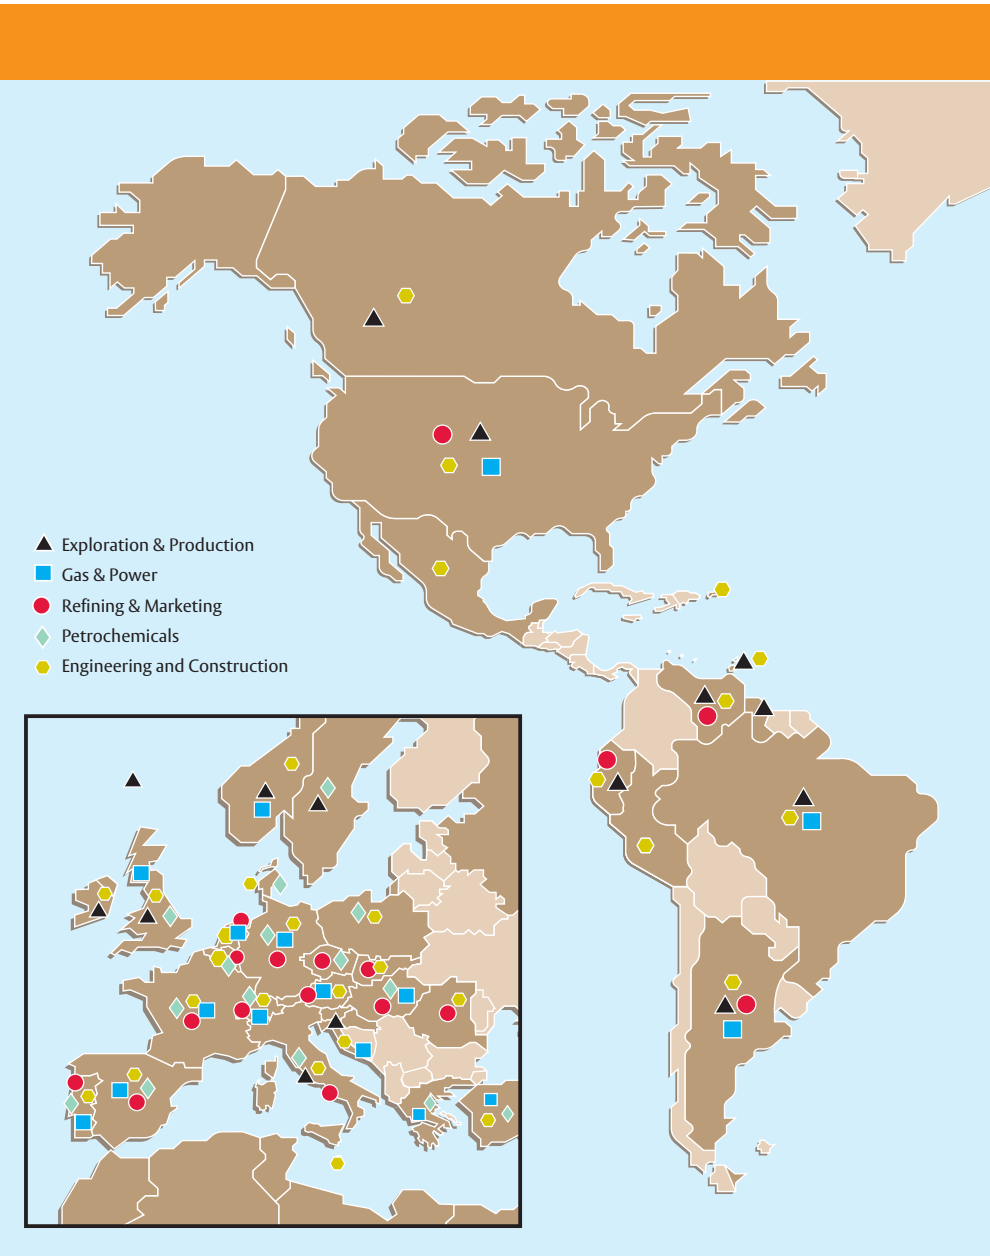 Exploration & Production
Gas & Power
Refining & Marketing
Petrochemicals
Engineering and Construction